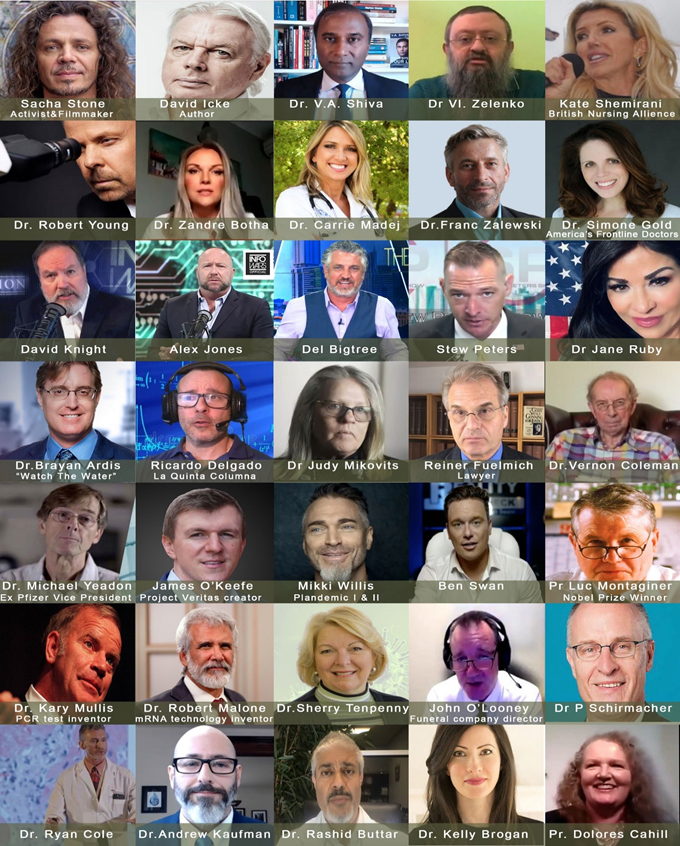 Sacha Stone
Activist&Filmmaker
David Icke
Author
Dr. V.A. Shiva
Dr VI. Zelenko
Kate Shemirani
British Nursing Alliance
Dr. Robert Young
Dr. Zandre Botha
Dr. Carrie Madej
Dr.Franc Zalewski
Dr. Simone Gold
America's Frontline Doctors
INFO
WARS
OFFICIAL
David Knight
Alex Jones
Del Bigtree
Stew Peters
Dr Jane Ruby
Dr.Brayan Ardis
"Watch The Water"
Ricardo Delgado
La Quinta Columna
Dr Judy Mikovits
Reiner Fuelmich
Lawyer
Dr.Vernon Coleman
Dr. Michael Yeadon
Ex Pfizer Vice President
James O'Keefe
Project Veritas creator
Mikki Willis
Plandemic I & II
Ben Swan
Pr Luc Montaginer
Nobel Prize Winner
Dr. Kary Mullis
PCR test inventor
Dr. Robert Malone
mRNA technology inventor
Dr.Sherry Tenpenny
John O'Looney
Funeral company director
Dr P Schirmacher
Dr. Ryan Cole
Dr.Andrew Kaufman
Dr. Rashid Buttar
Dr. Kelly Brogan
Pr. Dolores Cahill